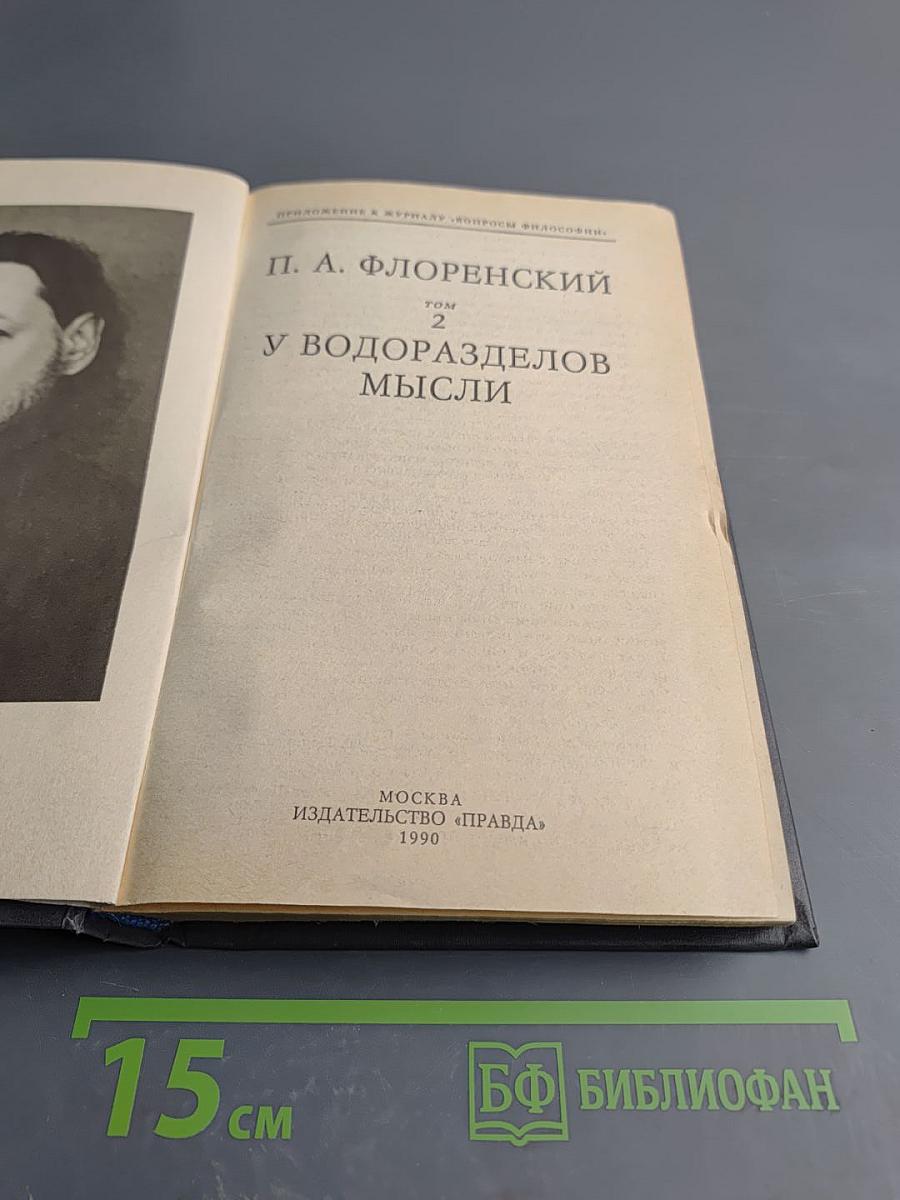 ПРИЛОЖЕНИЕ К ЖУРНАЛУ «ВОПРОСЫ ФИЛОСОФИИ»
П. А. ФЛОРЕНСКИЙ
ТОМ
2
У ВОДОРАЗДЕЛОВ
МЫСЛИ
МОСКВА
ИЗДАТЕЛЬСТВО «ПРАВДА»
1990
15 см
БФ БИБЛИОФАН